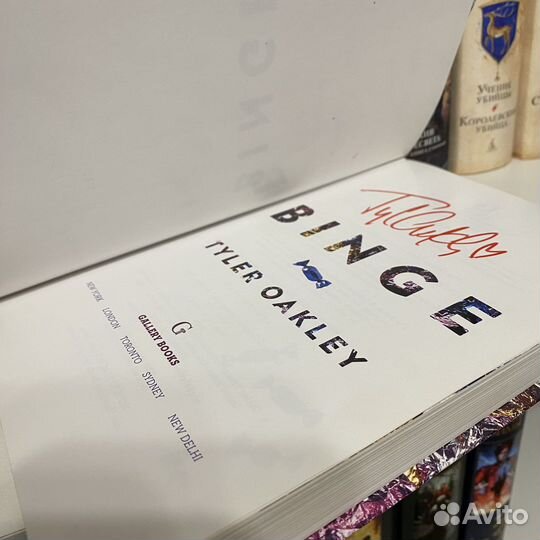 УЧЕНИК
УБИЙЦЫ
КОРОЛЕВСКИЙ
УБИЙЦА
BINGE
TYLER OAKLEY
G
GALLERY BOOKS
NEW YORK LONDON TORONTO SYDNEY NEW DELHI
Avito